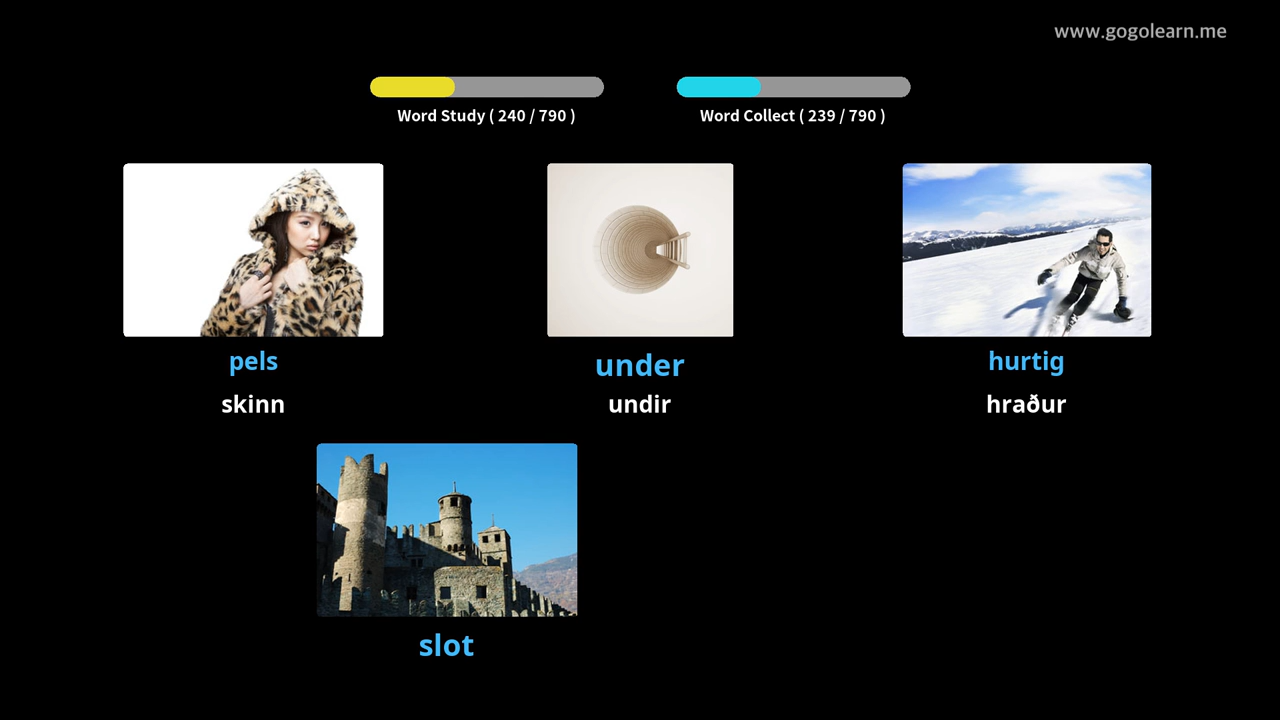 www.gogolearn.me
Word Study ( 240 / 790 )
Word Collect ( 239 / 790 )
pels
under
hurtig
skinn
undir
hraður
slot